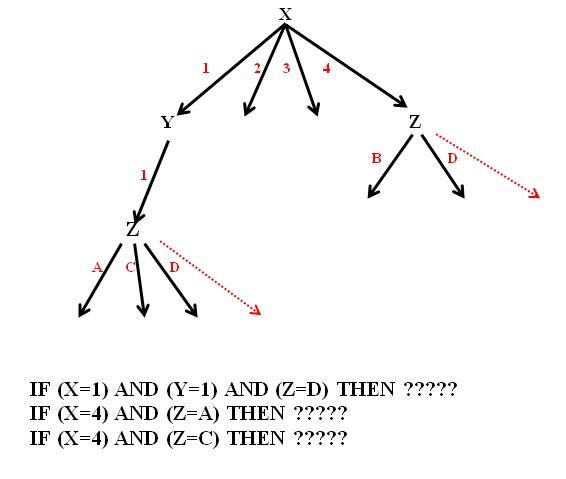 X
1 2 3 4
Y Z
B D
1
Z
A C D
IF (X=1) AND (Y=1) AND (Z=D) THEN ?????
IF (X=4) AND (Z=A) THEN ?????
IF (X=4) AND (Z=C) THEN ?????